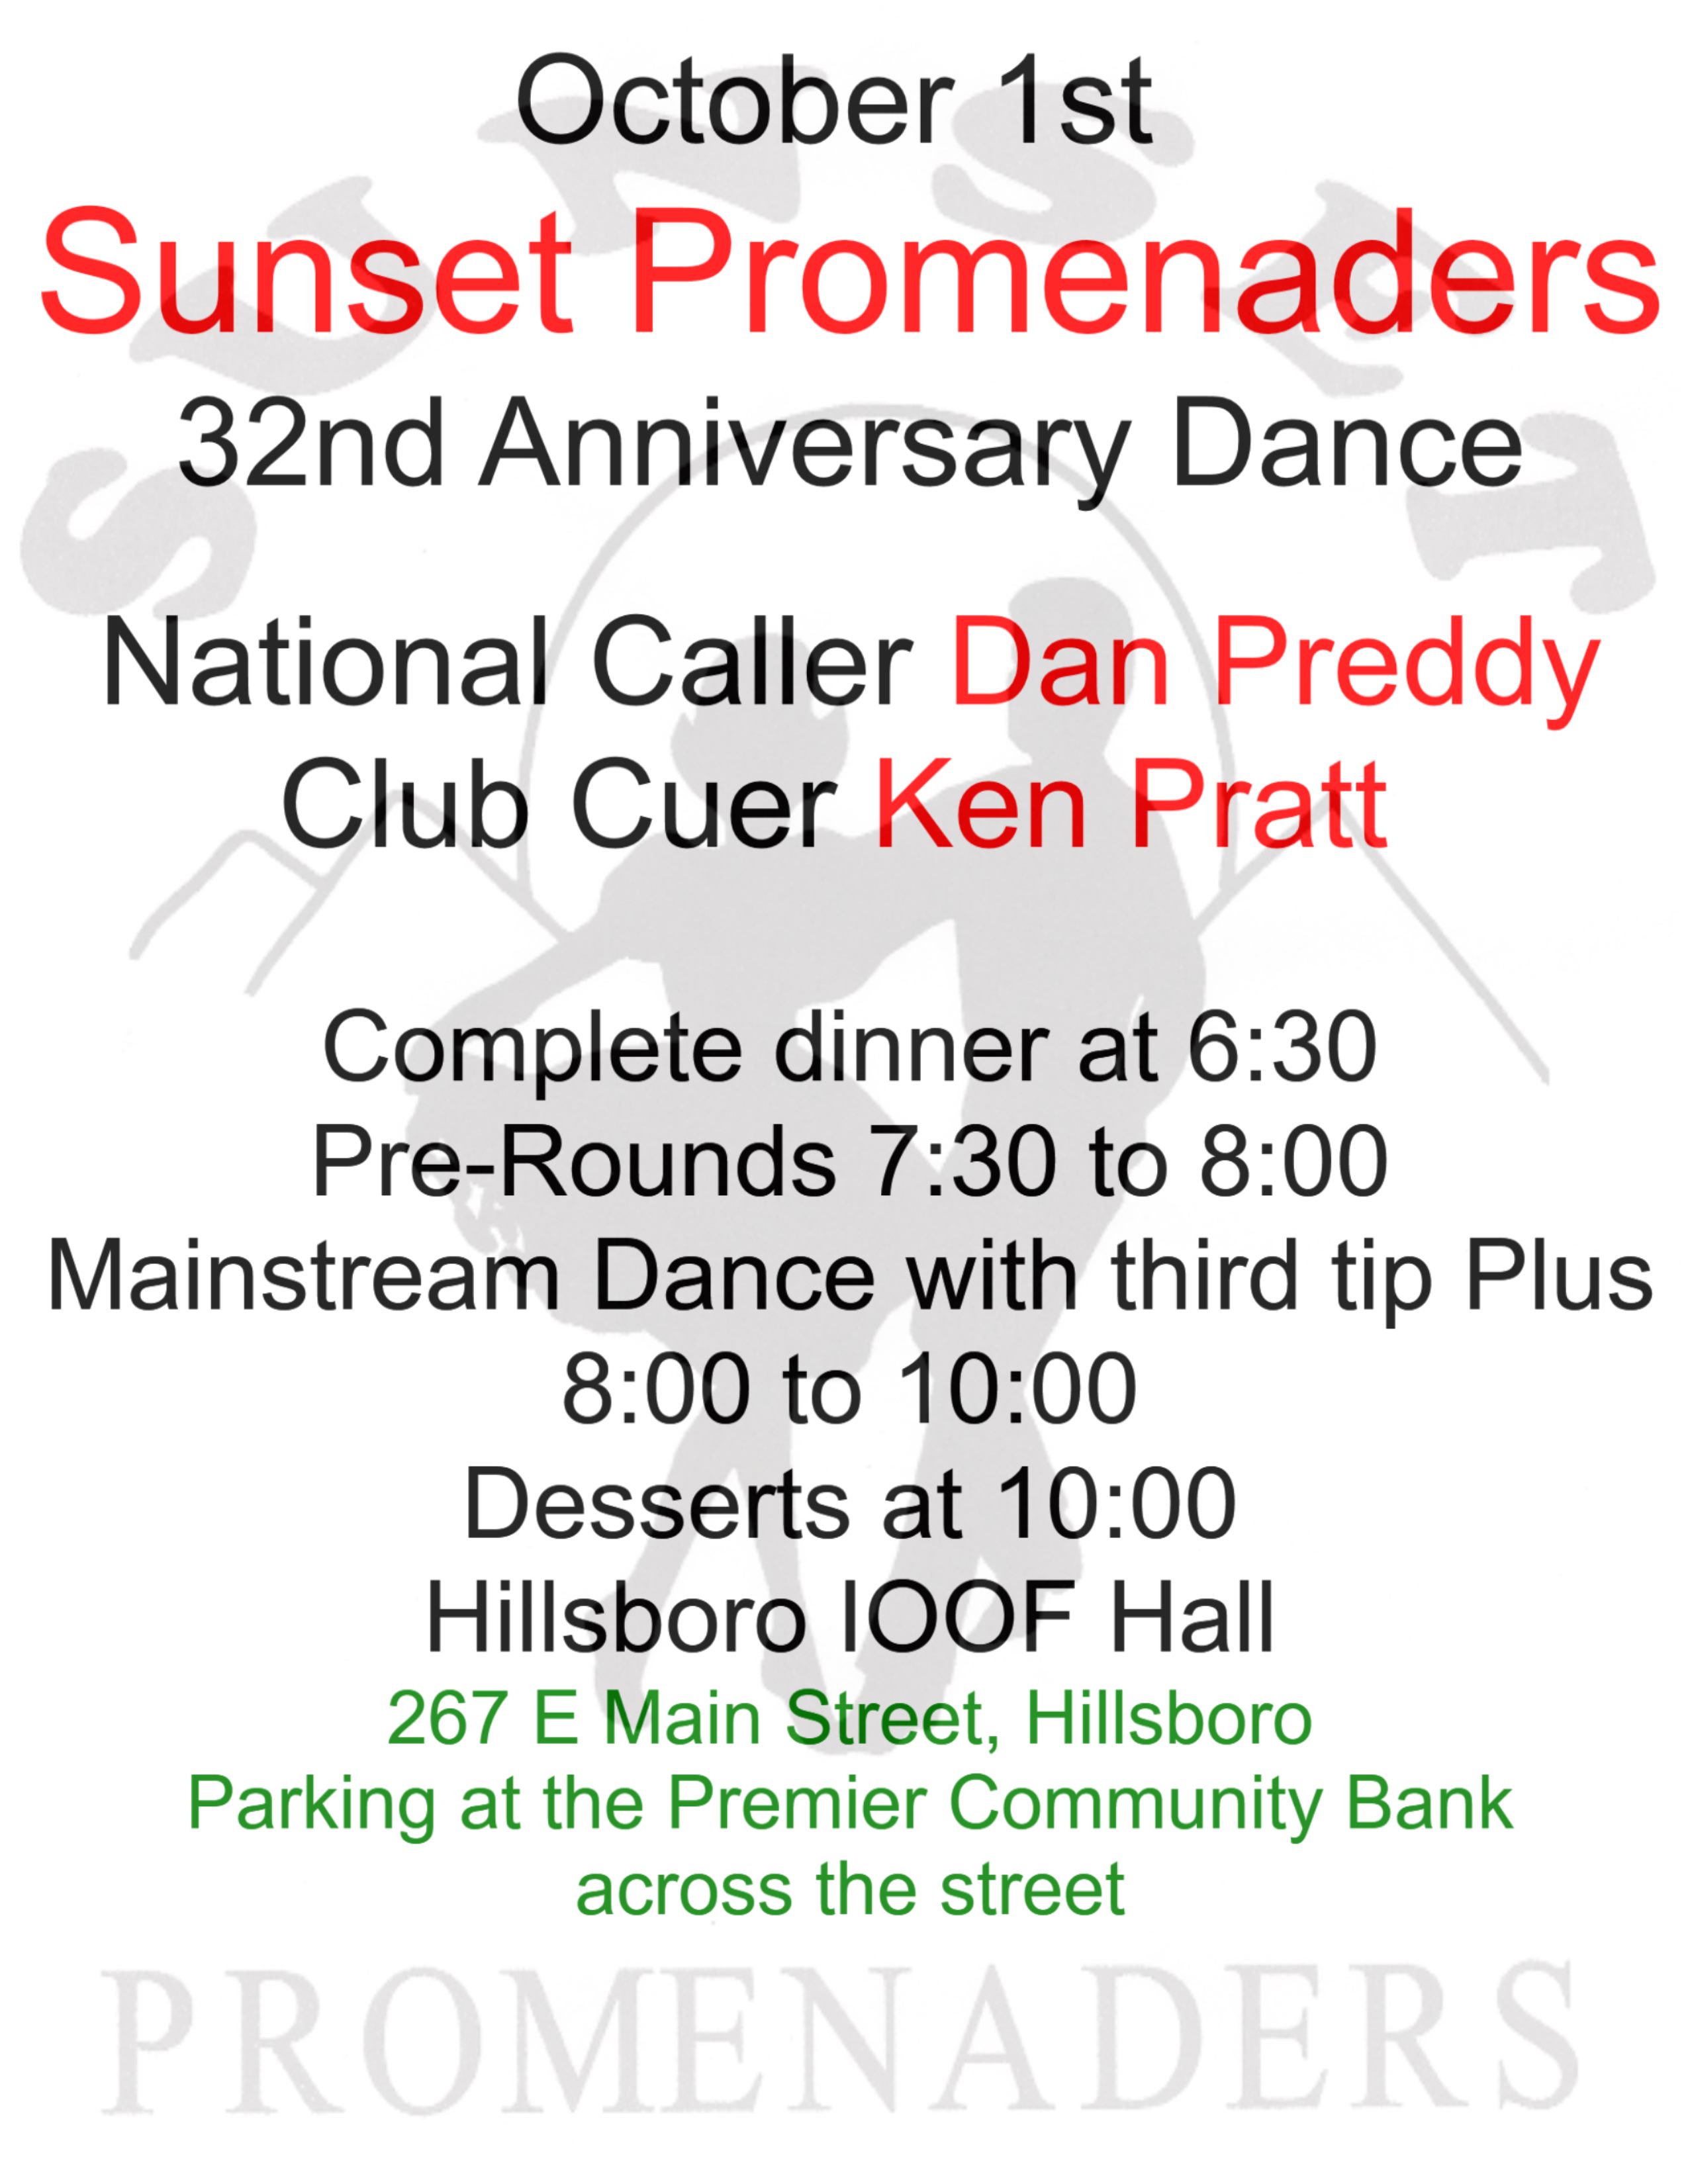 October 1st
Sunset Promenaders
32nd Anniversary Dance
National Caller Dan Preddy
Club Cuer Ken Pratt
Complete dinner at 6:30
Pre-Rounds 7:30 to 8:00
Mainstream Dance with third tip Plus
8:00 to 10:00
Desserts at 10:00
Hillsboro IOOF Hall
267 E Main Street, Hillsboro
Parking at the Premier Community Bank
across the street
SUNSET
PROMENADERS